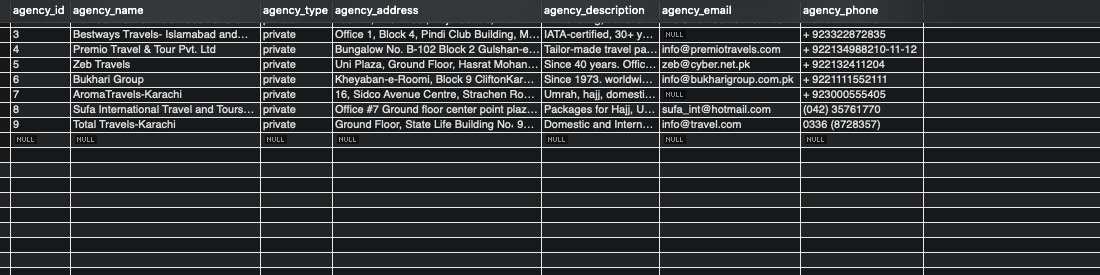 agency_id agency_name agency_type agency_address agency_description agency_email agency_phone
3 Bestways Travels- Islamabad and... private Office 1, Block 4, Pindi Club Building, M... IATA-certified, 30+ y... NULL + 923322872835
4 Premio Travel & Tour Pvt. Ltd private Bungalow No. B-102 Block 2 Gulshan-e... Tailor-made travel pa... info@premiotravels.com + 922134988210-11-12
5 Zeb Travels private Uni Plaza, Ground Floor, Hasrat Mohan... Since 40 years. Offic... zeb@cyber.net.pk + 922132411204
6 Bukhari Group private Kheyaban-e-Roomi, Block 9 CliftonKar... Since 1973. worldwi... info@bukharigroup.com.pk + 9221111552111
7 AromaTravels-Karachi private 16, Sidco Avenue Centre, Strachen Ro... Umrah, hajj, domesti... NULL + 923000555405
8 Sufa International Travel and Tours... private Office #7 Ground floor center point plaz... Packages for Hajj, U... sufa_int@hotmail.com (042) 35761770
9 Total Travels-Karachi private Ground Floor, State Life Building No. 9... Domestic and Intern... info@travel.com 0336 (8728357)
NULL NULL NULL NULL NULL NULL NULL